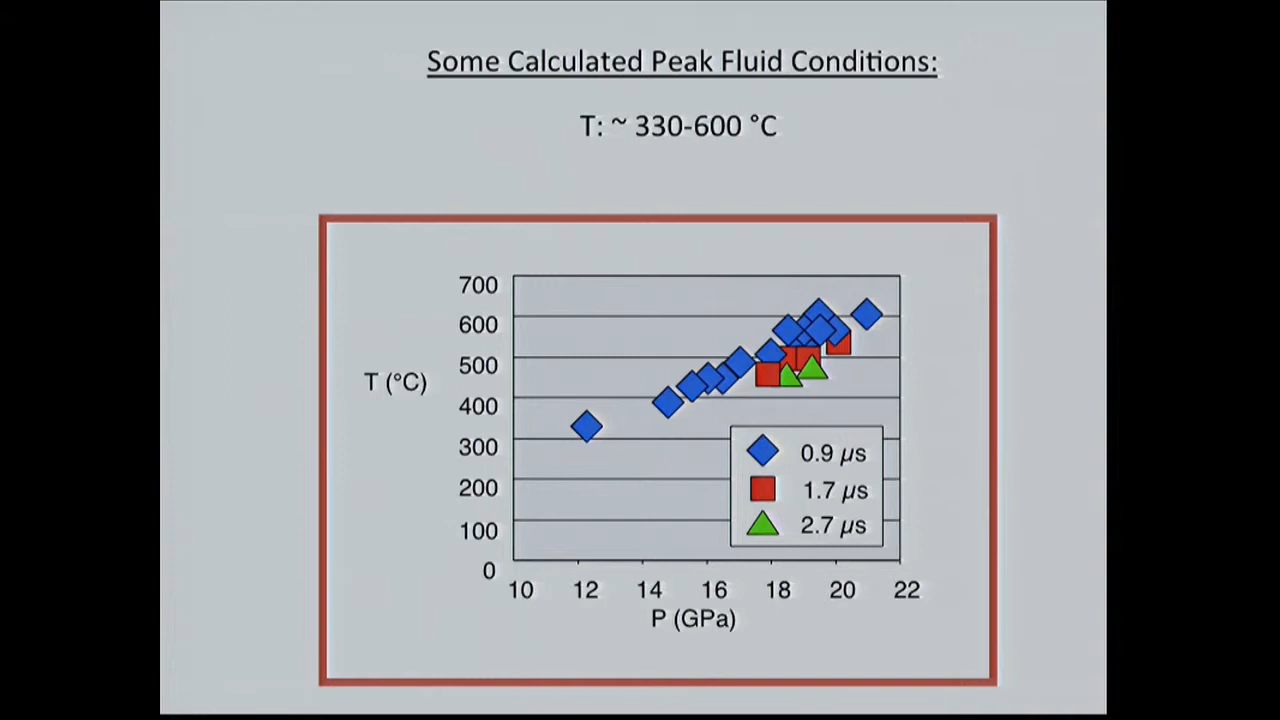 Some Calculated Peak Fluid Conditions:
T: ~ 330-600 °C
700
600
500
400
300
200
100
0
T (°C)
0.9 µs
1.7 µs
2.7 µs
10 12 14 16 18 20 22
P (GPa)